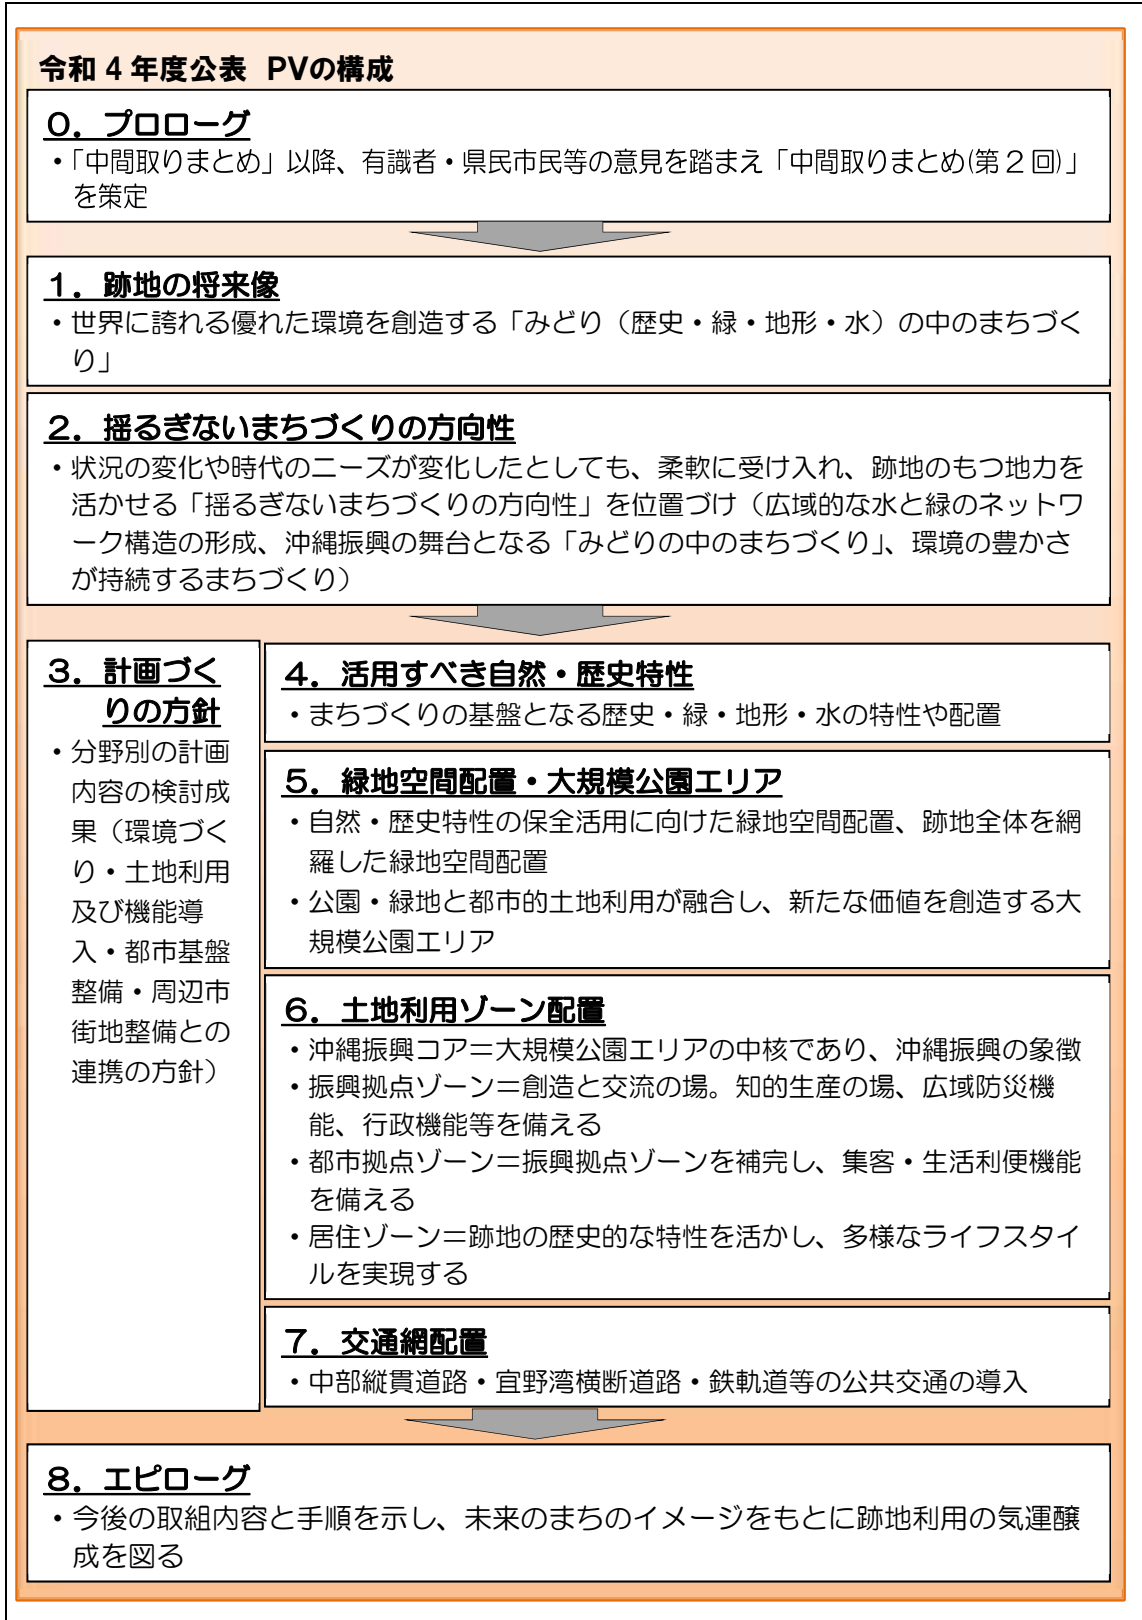 令和４年度公表 PVの構成
０．プロローグ
・「中間取りまとめ」以降、有識者・県民市民等の意見を踏まえ「中間取りまとめ(第２回)」
を策定
１．跡地の将来像
・世界に誇れる優れた環境を創造する「みどり（歴史・緑・地形・水）の中のまちづく
り」
２．揺るぎないまちづくりの方向性
・状況の変化や時代のニーズが変化したとしても、柔軟に受け入れ、跡地のもつ地力を
活かせる「揺るぎないまちづくりの方向性」を位置づけ（広域的な水と緑のネットワ
ーク構造の形成、沖縄振興の舞台となる「みどりの中のまちづくり」、環境の豊かさ
が持続するまちづくり）
３．計画づく
りの方針
・分野別の計画
内容の検討成
果（環境づく
り・土地利用
及び機能導
入・都市基盤
整備・周辺市
街地整備との
連携の方針）
４．活用すべき自然・歴史特性
・まちづくりの基盤となる歴史・緑・地形・水の特性や配置
５．緑地空間配置・大規模公園エリア
・自然・歴史特性の保全活用に向けた緑地空間配置、跡地全体を網
羅した緑地空間配置
・公園・緑地と都市的土地利用が融合し、新たな価値を創造する大
規模公園エリア
６．土地利用ゾーン配置
・沖縄振興コア＝大規模公園エリアの中核であり、沖縄振興の象徴
・振興拠点ゾーン＝創造と交流の場。知的生産の場、広域防災機
能、行政機能等を備える
・都市拠点ゾーン＝振興拠点ゾーンを補完し、集客・生活利便機能
を備える
・居住ゾーン＝跡地の歴史的な特性を活かし、多様なライフスタイ
ルを実現する
７．交通網配置
・中部縦貫道路・宜野湾横断道路・鉄軌道等の公共交通の導入
８．エピローグ
・今後の取組内容と手順を示し、未来のまちのイメージをもとに跡地利用の気運醸
成を図る